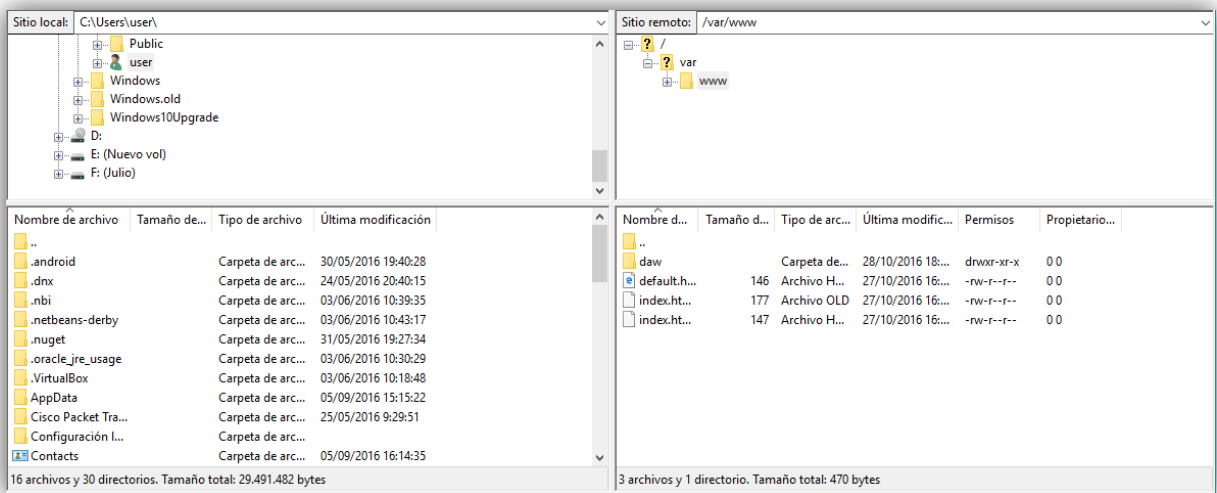 Sitio local: C:\Users\user\
Public
user
Windows
Windows.old
Windows10Upgrade
D:
E: (Nuevo vol)
F: (Julio)
Nombre de archivo Tamaño de... Tipo de archivo Última modificación
..
.android Carpeta de arc... 30/05/2016 19:40:28
.dnx Carpeta de arc... 24/05/2016 20:40:15
.nbi Carpeta de arc... 03/06/2016 10:39:35
.netbeans-derby Carpeta de arc... 03/06/2016 10:43:17
.nuget Carpeta de arc... 31/05/2016 19:27:34
.oracle_jre_usage Carpeta de arc... 03/06/2016 10:30:29
.VirtualBox Carpeta de arc... 03/06/2016 10:18:48
AppData Carpeta de arc... 05/09/2016 15:15:22
Cisco Packet Tra... Carpeta de arc... 25/05/2016 9:29:51
Configuración l... Carpeta de arc...
Contacts Carpeta de arc... 05/09/2016 16:14:35
16 archivos y 30 directorios. Tamaño total: 29.491.482 bytes
Sitio remoto: /var/www
/
var
www
Nombre d... Tamaño d... Tipo de arc... Última modific... Permisos Propietario...
..
daw Carpeta de... 28/10/2016 18:... drwxr-xr-x 0 0
default.h... 146 Archivo H... 27/10/2016 16:... -rw-r--r-- 0 0
index.ht... 177 Archivo OLD 27/10/2016 16:... -rw-r--r-- 0 0
index.ht... 147 Archivo H... 27/10/2016 16:... -rw-r--r-- 0 0
3 archivos y 1 directorio. Tamaño total: 470 bytes